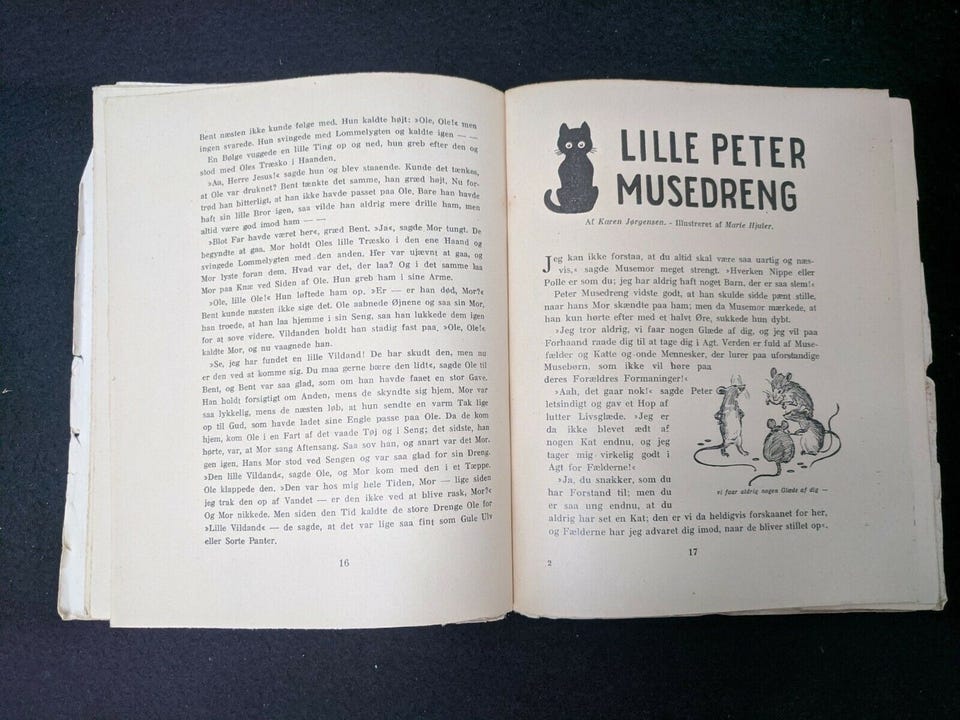 Bent næsten ikke kunde følge med. Hun kaldte højt: »Ole, Ole!« men
ingen svarede. Hun svingede med Lommelygten og kaldte igen — —
En Bølge vuggede en lille Ting op og ned, hun greb efter den og
stod med Oles Træsko i Haanden.
»Aa, Herre Jesus!« sagde hun og blev staaende. Kunde det tænkes,
at Ole var druknet? Bent tænkte det samme, han græd højt. Nu for-
trød han bitterligt, at han ikke havde passet paa Ole. Bare han havde
haft sin lille Bror igen, saa vilde han aldrig mere drille ham, men
altid være god imod ham — —
»Blot Far havde været her«, græd Bent. »Ja«, sagde Mor tungt. De
begyndte at gaa. Mor holdt Oles lille Træsko i den ene Haand og
svingede Lommelygten med den anden. Her var ujævnt at gaa, og
Mor lyste foran dem. Hvad var det, der laa? Og i det samme laa
Mor paa Knæ ved Siden af Ole. Hun greb ham i sine Arme.
»Ole, lille Ole!« Hun løftede ham op. »Er — er han død, Mor?«
Bent kunde næsten ikke sige det. Ole aabnede Øjnene og saa sin Mor,
han troede, at han laa hjemme i sin Seng, saa han lukkede dem igen
for at sove videre. Vildanden holdt han stadig fast paa, »Ole, Ole!«
kaldte Mor, og nu vaagnede han.
»Se, jeg har fundet en lille Vildand! De har skudt den, men nu
er den ved at komme sig. Du maa gerne bære den lidt«, sagde Ole til
Bent, og Bent var saa glad, som om han havde faaet en stor Gave.
Han holdt forsigtigt om Anden, mens de skyndte sig hjem. Mor var
saa lykkelig, mens de næsten løb, at hun sendte en varm Tak lige
op til Gud, som havde ladet sine Engle passe paa Ole. Da de kom
hjem, kom Ole i en Fart af det vaade Tøj og i Seng; det sidste, han
hørte, var, at Mor sang Aftensang. Saa sov han, og snart var det Mor-
gen igen. Hans Mor stod ved Sengen og var saa glad for sin Dreng.
»Den lille Vildand«, sagde Ole, og Mor kom med den i et Tæppe.
Ole klappede den. »Den var hos mig hele Tiden, Mor — lige siden
jeg trak den op af Vandet — er den ikke ved at blive rask, Mor?«
Og Mor nikkede. Men siden den Tid kaldte de store Drenge Ole for
»Lille Vildand« — de sagde, at det var lige saa fint som Gule Ulv
eller Sorte Panter.
16
LILLE PETER
MUSEDRENG
Af Karen Jørgensen. - Illustreret af Marie Hjuler.
Jeg kan ikke forstaa, at du altid skal være saa uartig og næs-
vis,« sagde Musemor meget strengt. »Hverken Nippe eller
Polle er som du; jeg har aldrig haft noget Barn, der er saa slem!«
Peter Musedreng vidste godt, at han skulde sidde pænt stille,
naar hans Mor skændte paa ham; men da Musemor mærkede, at
han kun hørte efter med et halvt Øre, sukkede hun dybt.
»Jeg tror aldrig, vi faar nogen Glæde af dig, og jeg vil paa
Forhaand raade dig til at tage dig i Agt. Verden er fuld af Muse-
fælder og Katte og onde Mennesker, der lurer paa uforstandige
Musebørn, som ikke vil høre paa
deres Forældres Formaninger!«
»Aah, det gaar nok!« sagde Peter
letsindigt og gav et Hop af
lutter Livsglæde. »Jeg er
da ikke blevet ædt af
nogen Kat endnu, og jeg
tager mig virkelig godt i
Agt for Fælderne!«
»Ja, du snakker, som du
har Forstand til; men du
er saa ung endnu, at du
aldrig har set en Kat; den er vi da heldigvis forskaanet for her,
og Fælderne har jeg advaret dig imod, naar de bliver stillet op«.
vi faar aldrig nogen Glæde af dig —
17
2